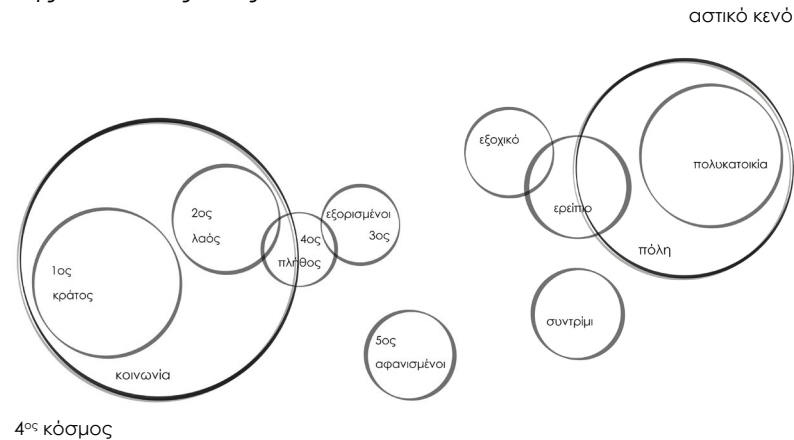 αστικό κενό
εξοχικό
πολυκατοικία
ερείπιο
πόλη
συντρίμι
2ος
λαός
εξορισμένοι
3ος
4ος
πλήθος
1ος
κράτος
κοινωνία
5ος
αφανισμένοι
4ος κόσμος